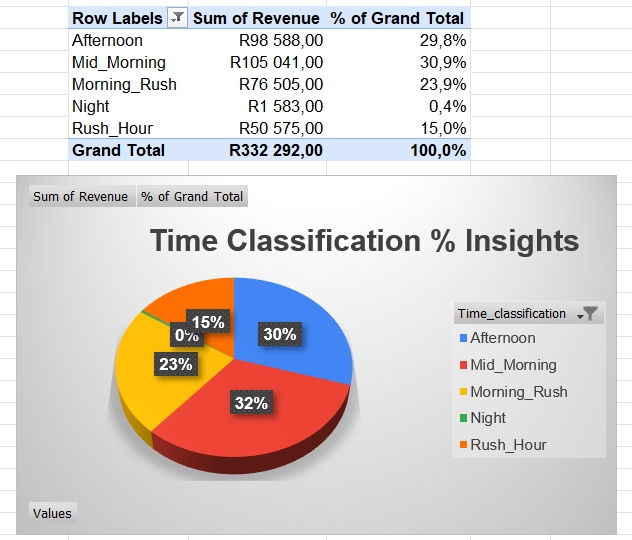 Row Labels Sum of Revenue % of Grand Total
Afternoon R98 588,00 29,8%
Mid_Morning R105 041,00 30,9%
Morning_Rush R76 505,00 23,9%
Night R1 583,00 0,4%
Rush_Hour R50 575,00 15,0%
Grand Total R332 292,00 100,0%
Sum of Revenue % of Grand Total
Time Classification % Insights
15%
0%
30%
23%
32%
Time_classification
Afternoon
Mid_Morning
Morning_Rush
Night
Rush_Hour
Values